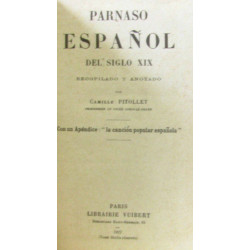 PARNASO
ESPAÑOL
DEL SIGLO XIX
RECOPILADO Y ANOTADO
POR
CAMILLE PITOLLET
Con un Apéndice: "la canción popular española"
PARIS
LIBRAIRIE VUIBERT